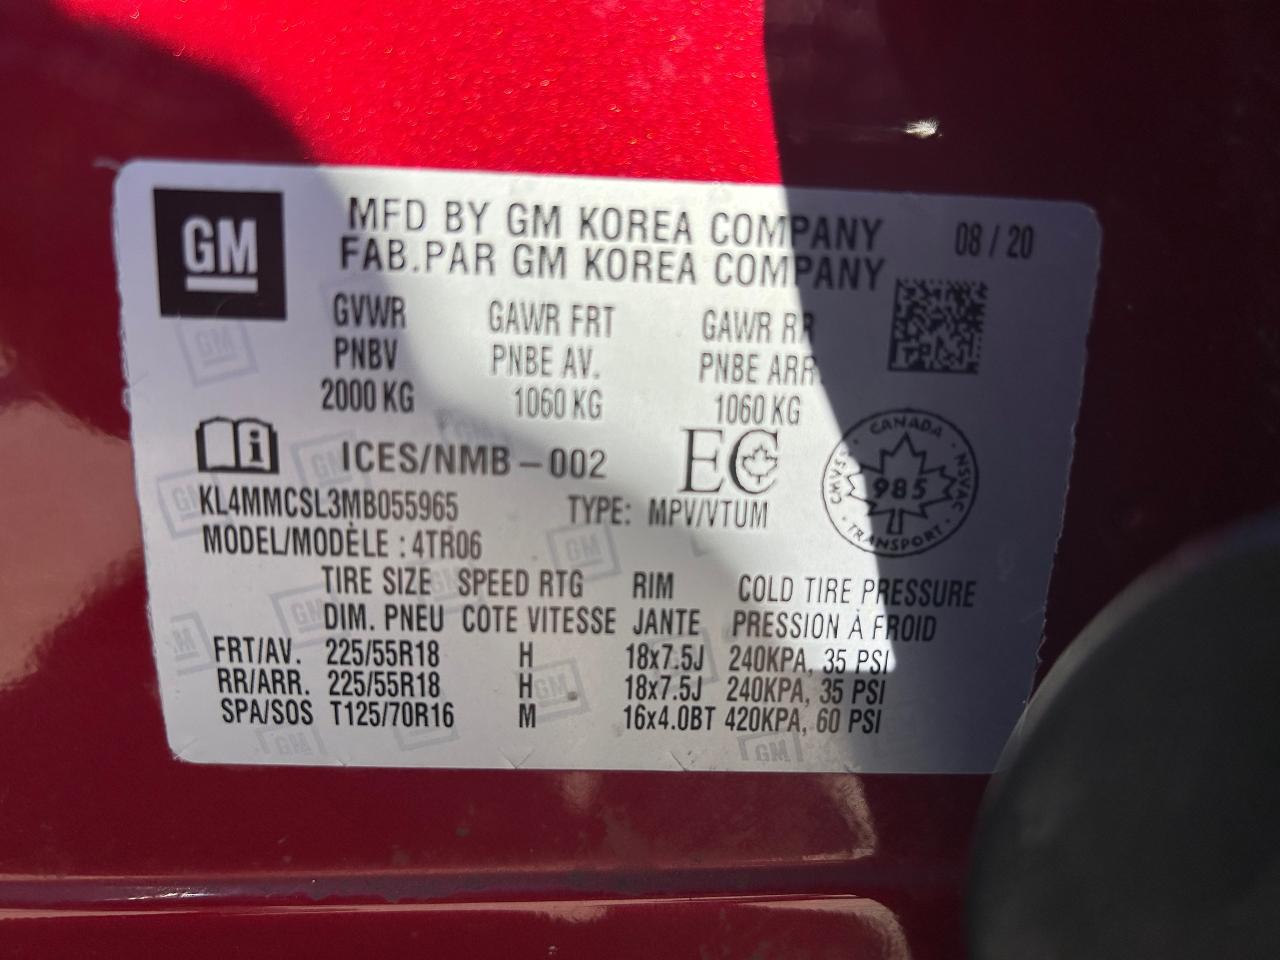 GM
MFD BY GM KOREA COMPANY 08 / 20
FAB.PAR GM KOREA COMPANY
GVWR GAWR FRT GAWR RR
PNBV PNBE AV. PNBE ARR
2000 KG 1060 KG 1060 KG
i ICES/NMB - 002 EC
CANADA
CMVSS 985 NSVAC
TRANSPORT
KL4MMCSL3MB055965 TYPE: MPV/VTUM
MODEL/MODÈLE : 4TR06
TIRE SIZE SPEED RTG RIM COLD TIRE PRESSURE
DIM. PNEU COTE VITESSE JANTE PRESSION À FROID
FRT/AV. 225/55R18 H 18x7.5J 240KPA, 35 PSI
RR/ARR. 225/55R18 H 18x7.5J 240KPA, 35 PSI
SPA/SOS T125/70R16 M 16x4.0BT 420KPA, 60 PSI